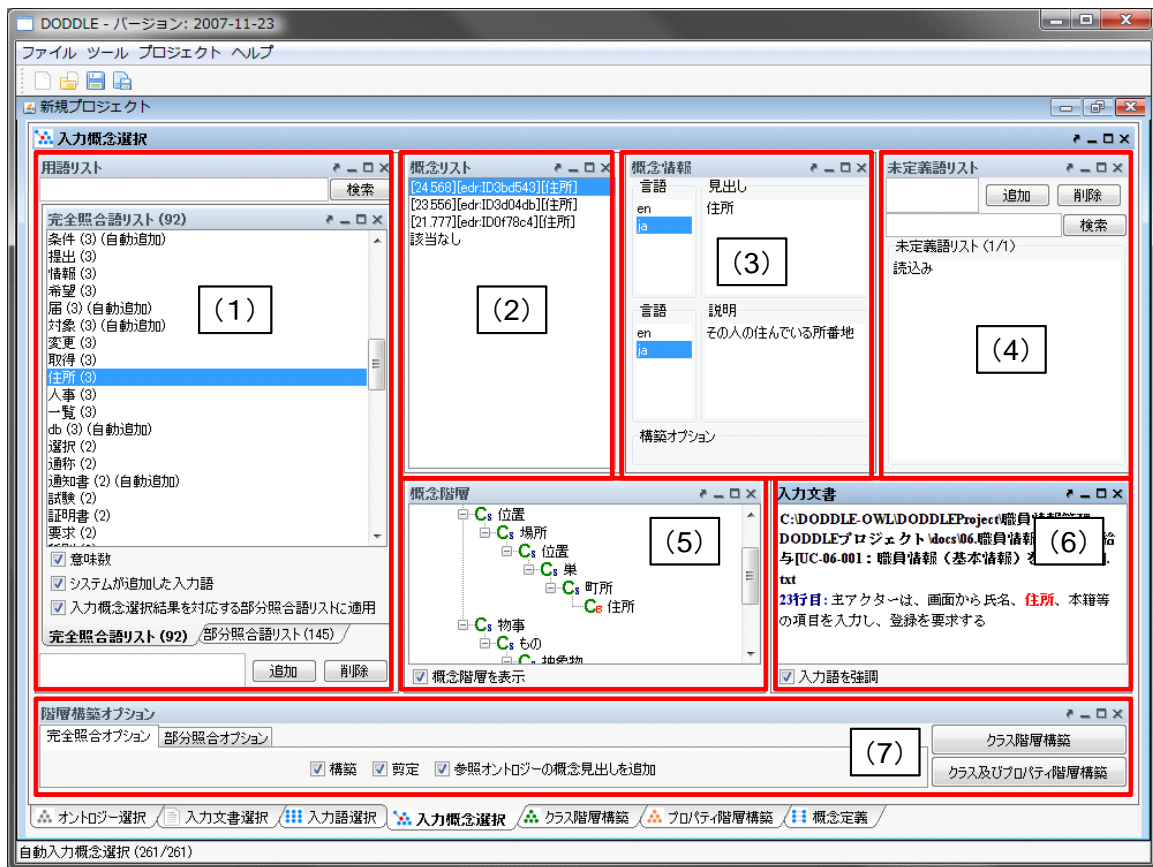 DODDLE - バージョン: 2007-11-23
ファイル ツール プロジェクト ヘルプ
新規プロジェクト
入力概念選択
用語リスト
検索
完全照合語リスト (92)
条件 (3) (自動追加)
提出 (3)
情報 (3)
希望 (3)
届 (3) (自動追加)
対象 (3) (自動追加)
変更 (3)
取得 (3)
住所 (3)
人事 (3)
一覧 (3)
db (3) (自動追加)
選択 (2)
通称 (2)
通知書 (2) (自動追加)
試験 (2)
証明書 (2)
要求 (2)
(1)
意味数
システムが追加した入力語
入力概念選択結果を対応する部分照合語リストに適用
完全照合語リスト (92) 部分照合語リスト (145)
追加 削除
概念リスト
[24.568][edr:ID3bd543][住所]
[23.556][edr:ID3d04db][住所]
[21.777][edr:ID0f78c4][住所]
該当なし
(2)
概念情報
言語 見出し
en 住所
ja
(3)
言語 説明
en その人の住んでいる所番地
ja
構築オプション
未定義語リスト
追加 削除
検索
未定義語リスト (1/1)
読込み
(4)
概念階層
Cs 位置
Cs 場所
Cs 位置
Cs 巣
Cs 町所
CB 住所
Cs 物事
Cs もの
Cs 抽象物
(5)
概念階層を表示
入力文書
C:\DODDLE-OWL\DODDLEProject\職員情報管理
DODDLEプロジェクト\docs\06.職員情報 給
与[UC-06-001：職員情報（基本情報）を .
txt
23行目: 主アクターは、画面から氏名、住所、本籍等
の項目を入力し、登録を要求する
(6)
入力語を強調
階層構築オプション
完全照合オプション 部分照合オプション
構築 剪定 参照オントロジーの概念見出しを追加
(7)
クラス階層構築
クラス及びプロパティ階層構築
オントロジー選択 入力文書選択 入力語選択 入力概念選択 クラス階層構築 プロパティ階層構築 概念定義
自動入力概念選択 (261/261)